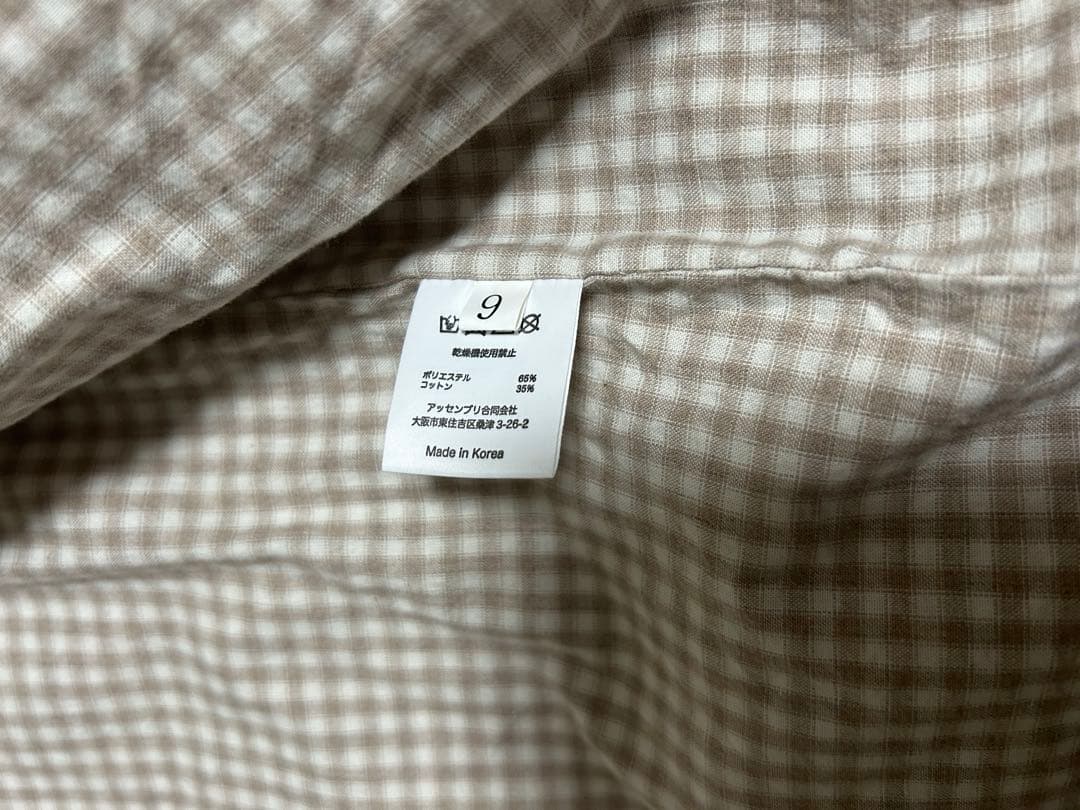 9
乾燥機使用禁止
ポリエステル 65%
コットン 35%
アッセンブリ合同会社
大阪市東住吉区桑津3-26-2
Made in Korea